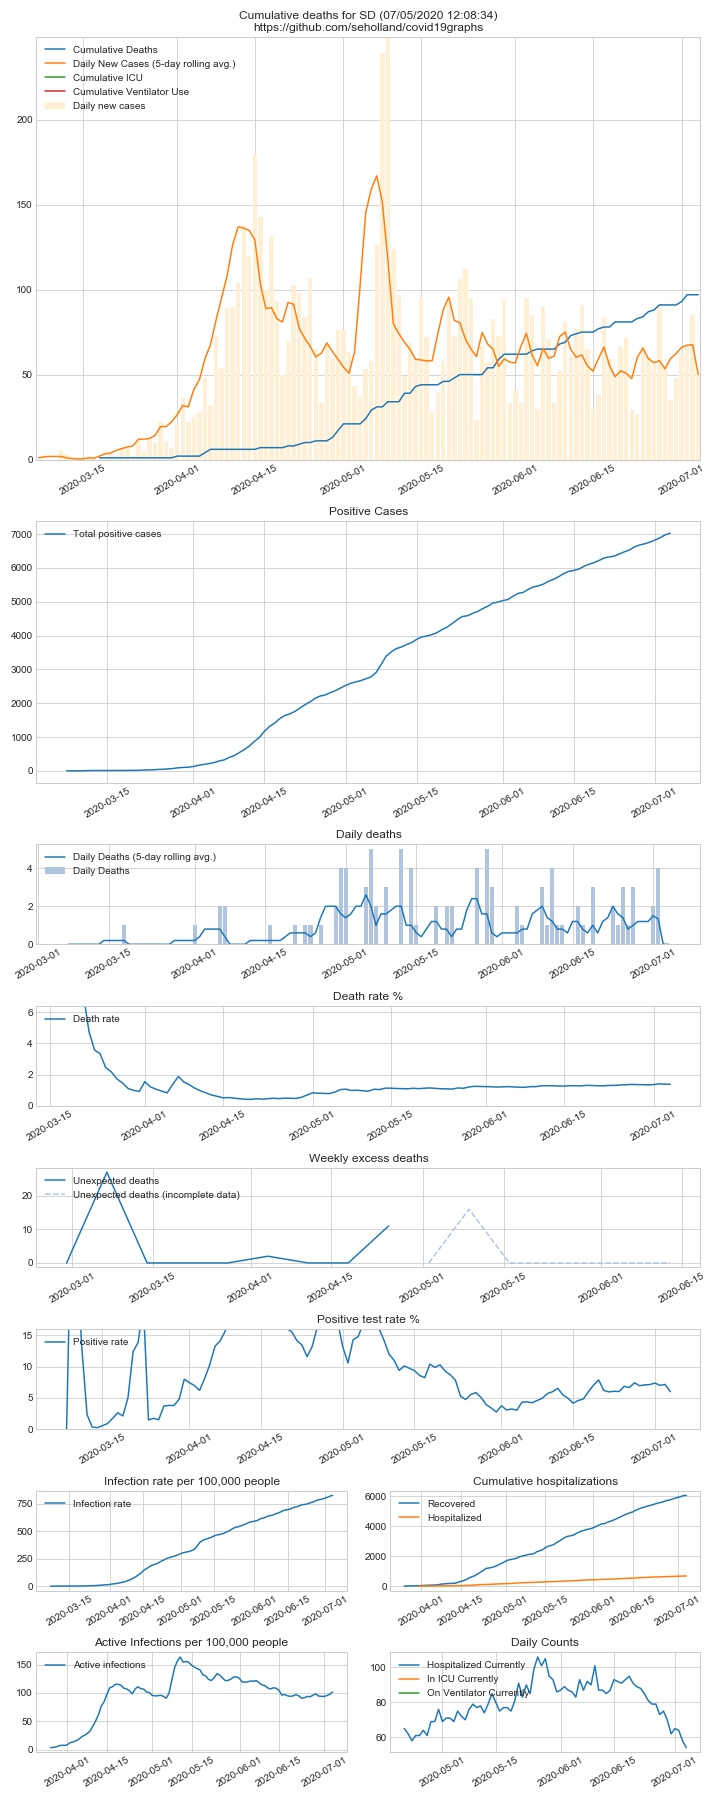 Cumulative deaths for SD (07/05/2020 12:08:34)
https://github.com/seholland/covid19graphs
Cumulative Deaths
Daily New Cases (5-day rolling avg.)
Cumulative ICU
Cumulative Ventilator Use
Daily new cases
200
150
100
50
0
2020-03-15 2020-04-01 2020-04-15 2020-05-01 2020-05-15 2020-06-01 2020-06-15 2020-07-01
Positive Cases
Total positive cases
7000
6000
5000
4000
3000
2000
1000
0
2020-03-15 2020-04-01 2020-04-15 2020-05-01 2020-05-15 2020-06-01 2020-06-15 2020-07-01
Daily deaths
Daily Deaths (5-day rolling avg.)
Daily Deaths
4
2
0
2020-03-01 2020-03-15 2020-04-01 2020-04-15 2020-05-01 2020-05-15 2020-06-01 2020-06-15 2020-07-01
Death rate %
Death rate
6
4
2
0
2020-03-15 2020-04-01 2020-04-15 2020-05-01 2020-05-15 2020-06-01 2020-06-15 2020-07-01
Weekly excess deaths
Unexpected deaths
Unexpected deaths (incomplete data)
20
10
0
2020-03-01 2020-03-15 2020-04-01 2020-04-15 2020-05-01 2020-05-15 2020-06-01 2020-06-15
Positive test rate %
Positive rate
15
10
5
0
2020-03-15 2020-04-01 2020-04-15 2020-05-01 2020-05-15 2020-06-01 2020-06-15 2020-07-01
Infection rate per 100,000 people
Infection rate
750
500
250
0
2020-03-15 2020-04-01 2020-04-15 2020-05-01 2020-05-15 2020-06-01 2020-06-15 2020-07-01
Cumulative hospitalizations
Recovered
Hospitalized
6000
4000
2000
0
2020-04-01 2020-04-15 2020-05-01 2020-05-15 2020-06-01 2020-06-15 2020-07-01
Active Infections per 100,000 people
Active infections
150
100
50
0
2020-04-01 2020-04-15 2020-05-01 2020-05-15 2020-06-01 2020-06-15 2020-07-01
Daily Counts
Hospitalized Currently
In ICU Currently
On Ventilator Currently
100
80
60
2020-05-01 2020-05-15 2020-06-01 2020-06-15 2020-07-01